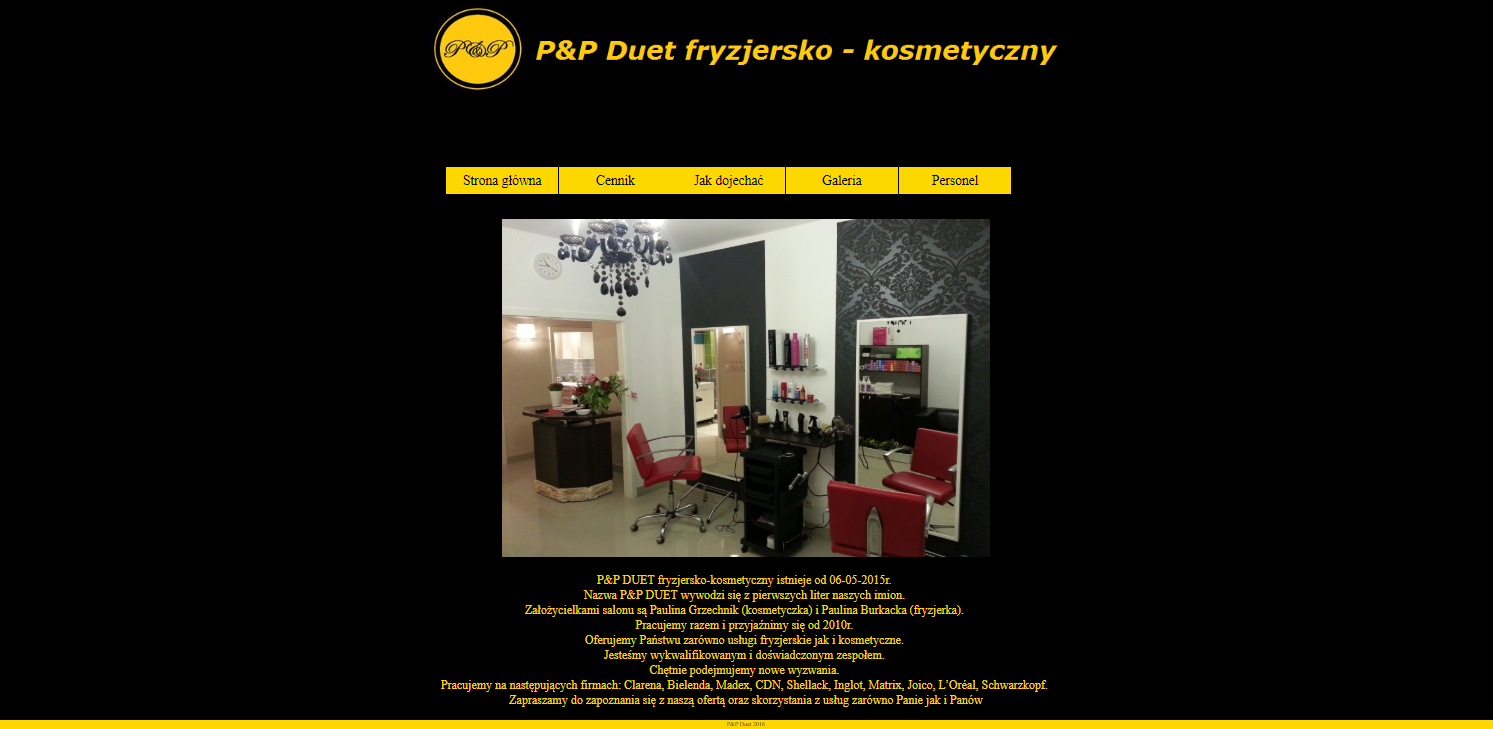 P&P
P&P Duet fryzjersko - kosmetyczny
Strona główna
Cennik
Jak dojechać
Galeria
Personel
P&P DUET fryzjersko-kosmetyczny istnieje od 06-05-2015r.
Nazwa P&P DUET wywodzi się z pierwszych liter naszych imion.
Założycielkami salonu są Paulina Grzechnik (kosmetyczka) i Paulina Burkacka (fryzjerka).
Pracujemy razem i przyjaźnimy się od 2010r.
Oferujemy Państwu zarówno usługi fryzjerskie jak i kosmetyczne.
Jesteśmy wykwalifikowanym i doświadczonym zespołem.
Chętnie podejmujemy nowe wyzwania.
Pracujemy na następujących firmach: Clarena, Bielenda, Madex, CDN, Shellack, Inglot, Matrix, Joico, L’Oréal, Schwarzkopf.
Zapraszamy do zapoznania się z naszą ofertą oraz skorzystania z usług zarówno Panie jak i Panów
P&P Duet 2016